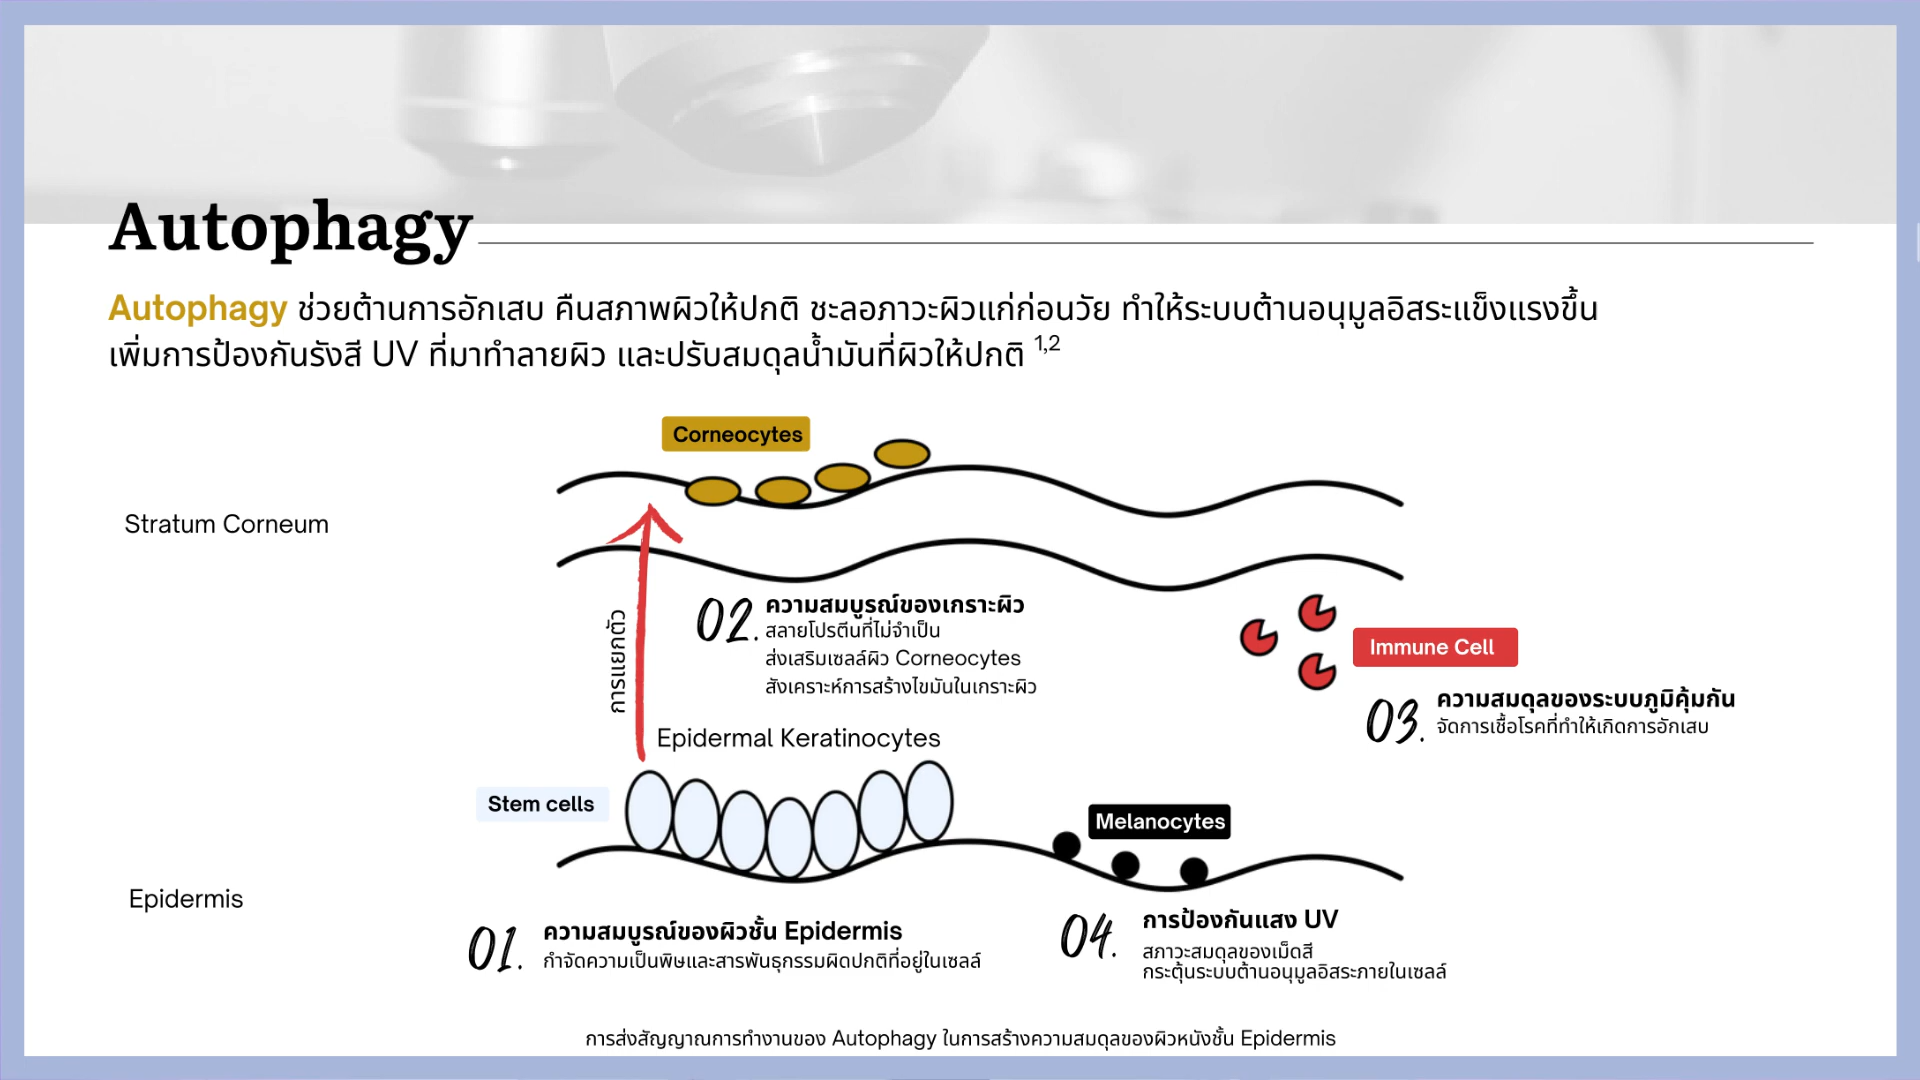 Autophagy
Autophagy ช่วยต้านการอักเสบ คืนสภาพผิวให้ปกติ ชะลอภาวะผิวแก่ก่อนวัย ทำให้ระบบต้านอนุมูลอิสระแข็งแรงขึ้น
เพิ่มการป้องกันรังสี UV ที่มาทำลายผิว และปรับสมดุลน้ำมันที่ผิวให้ปกติ 1,2
Corneocytes
Stratum Corneum
การแยกตัว
02. ความสมบูรณ์ของเกราะผิว
สลายโปรตีนที่ไม่จำเป็น
ส่งเสริมเซลล์ผิว Corneocytes
สังเคราะห์การสร้างไขมันในเกราะผิว
Immune Cell
03. ความสมดุลของระบบภูมิคุ้มกัน
จัดการเชื้อโรคที่ทำให้เกิดการอักเสบ
Epidermal Keratinocytes
Stem cells
Melanocytes
Epidermis
01. ความสมบูรณ์ของผิวชั้น Epidermis
กำจัดความเป็นพิษและสารพันธุกรรมผิดปกติที่อยู่ในเซลล์
04. การป้องกันแสง UV
สภาวะสมดุลของเม็ดสี
กระตุ้นระบบต้านอนุมูลอิสระภายในเซลล์
การส่งสัญญาณการทำงานของ Autophagy ในการสร้างความสมดุลของผิวหนังชั้น Epidermis